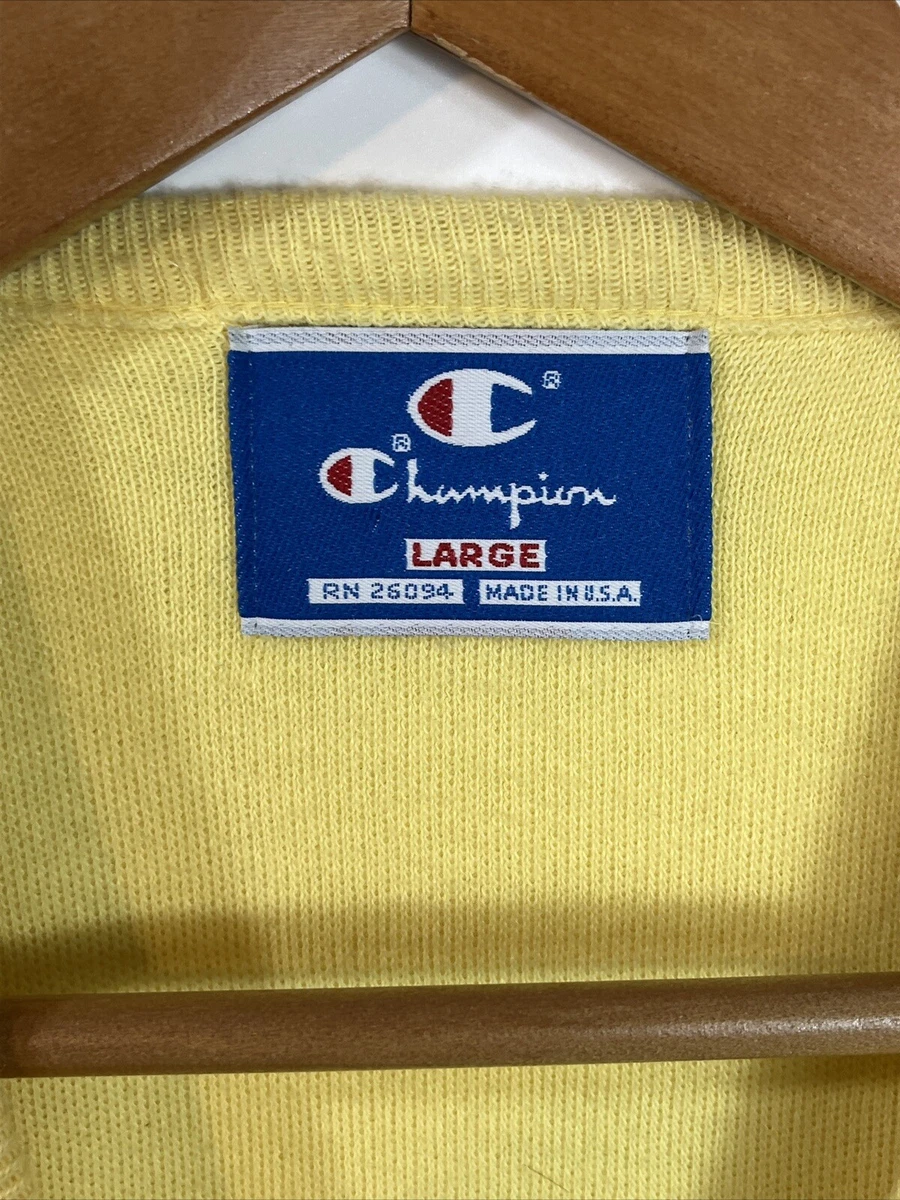 C ®
Champion ®
LARGE
RN 26094 MADE IN U.S.A.